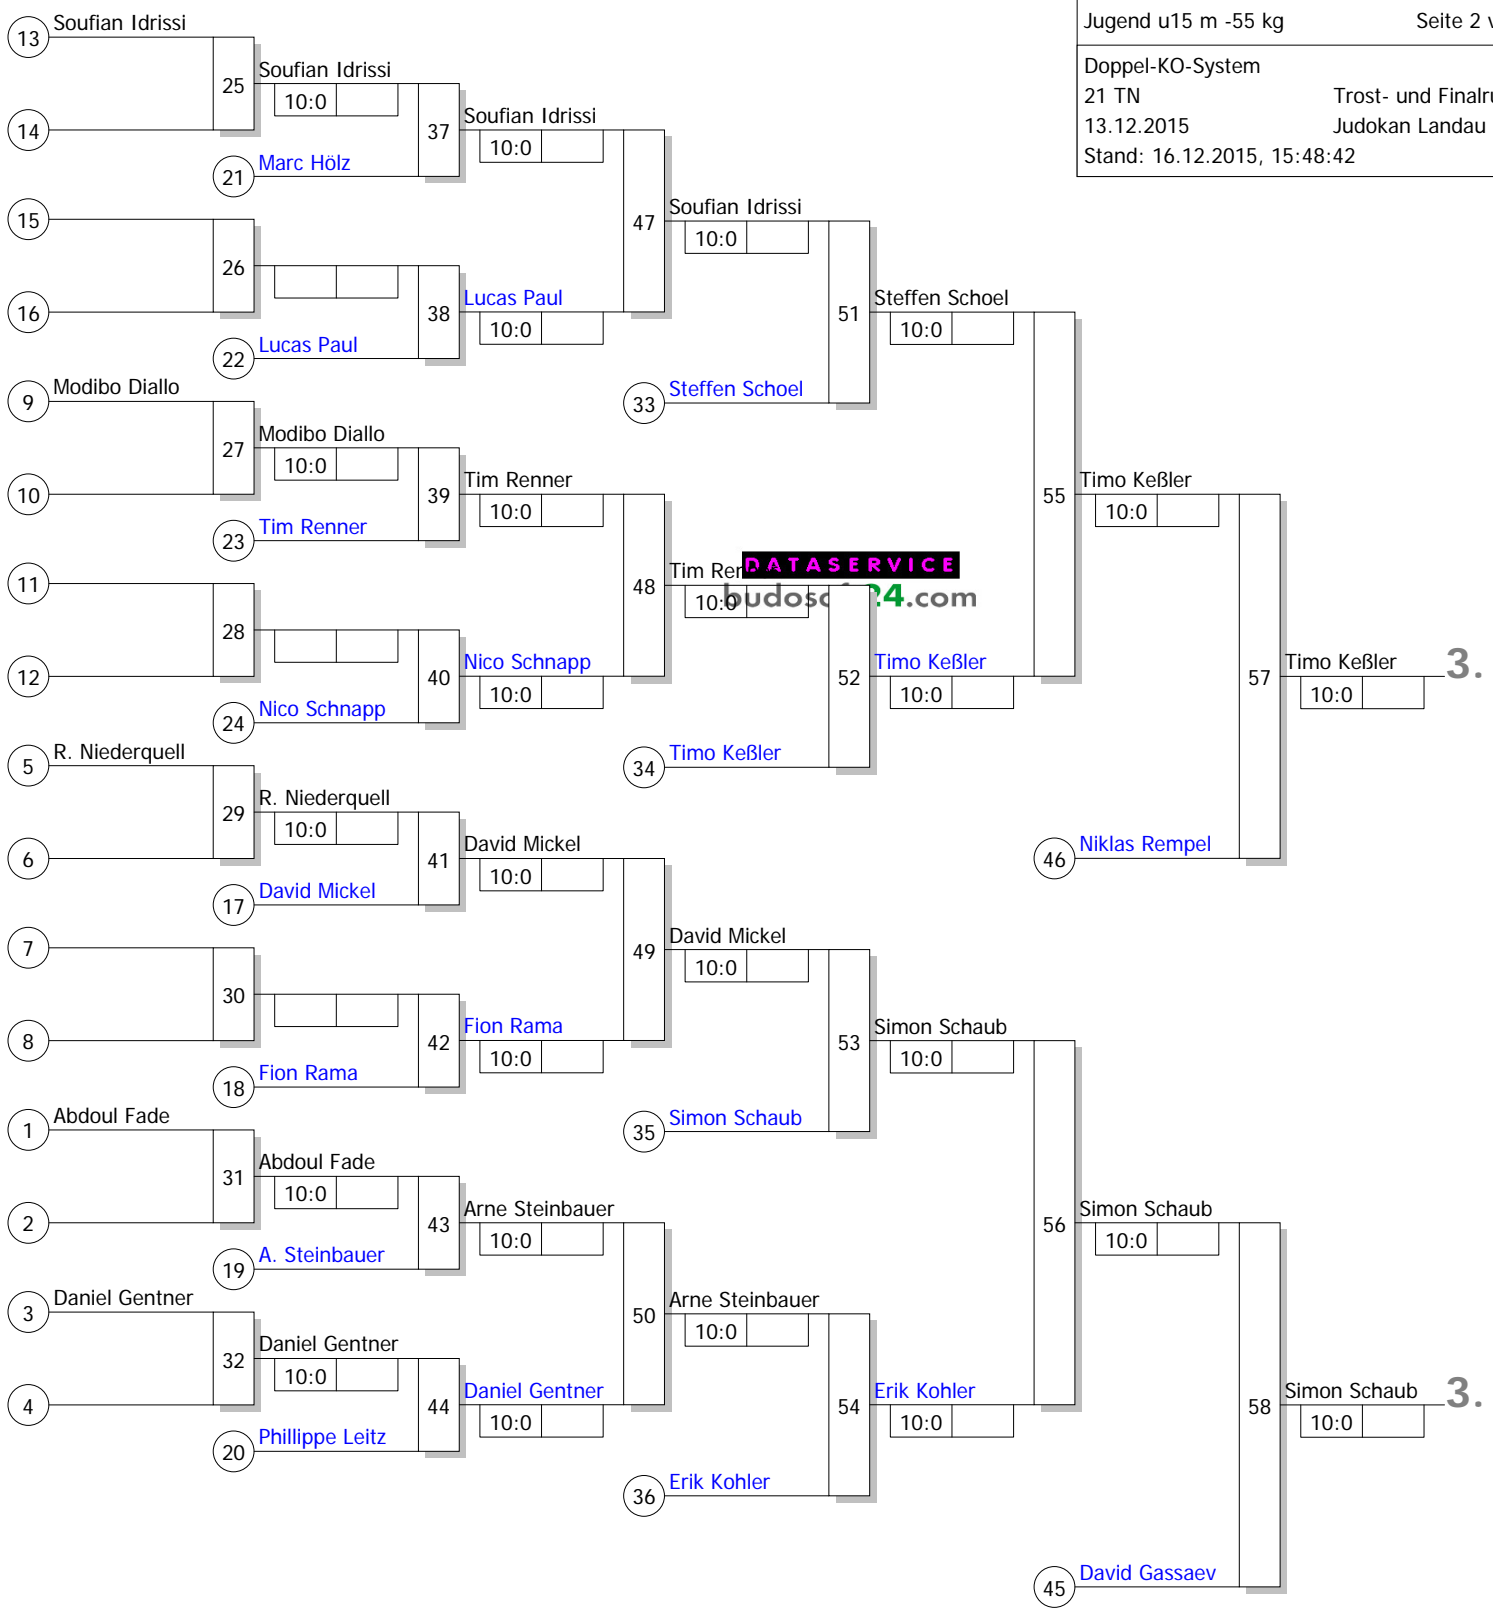 Jugend u15 m -55 kg Seite 2
Doppel-KO-System
21 TN Trost- und
13.12.2015 Judokan Landau
Stand: 16.12.2015, 15:48:42
13 Soufian Idrissi
25 Soufian Idrissi
10:0
14
37 Soufian Idrissi
10:0
21 Marc Hölz
15
47 Soufian Idrissi
10:0
26
16
38 Lucas Paul
10:0
22 Lucas Paul
51 Steffen Schoel
10:0
33 Steffen Schoel
9 Modibo Diallo
27 Modibo Diallo
10:0
10
39 Tim Renner
10:0
23 Tim Renner
55 Timo Keßler
10:0
11
48 Tim
10:0
DATASERVICE
24.com
28
12
40 Nico Schnapp
10:0
24 Nico Schnapp
52 Timo Keßler
10:0
34 Timo Keßler
57 Timo Keßler 3.
10:0
5 R. Niederquell
29 R. Niederquell
10:0
6
41 David Mickel
10:0
17 David Mickel
46 Niklas Rempel
7
49 David Mickel
10:0
30
8
42 Fion Rama
10:0
18 Fion Rama
53 Simon Schaub
10:0
35 Simon Schaub
1 Abdoul Fade
31 Abdoul Fade
10:0
2
43 Arne Steinbauer
10:0
19 A. Steinbauer
56 Simon Schaub
10:0
3 Daniel Gentner
50 Arne Steinbauer
10:0
32 Daniel Gentner
10:0
4
44 Daniel Gentner
10:0
20 Phillippe Leitz
54 Erik Kohler
10:0
36 Erik Kohler
58 Simon Schaub 3.
10:0
45 David Gassaev